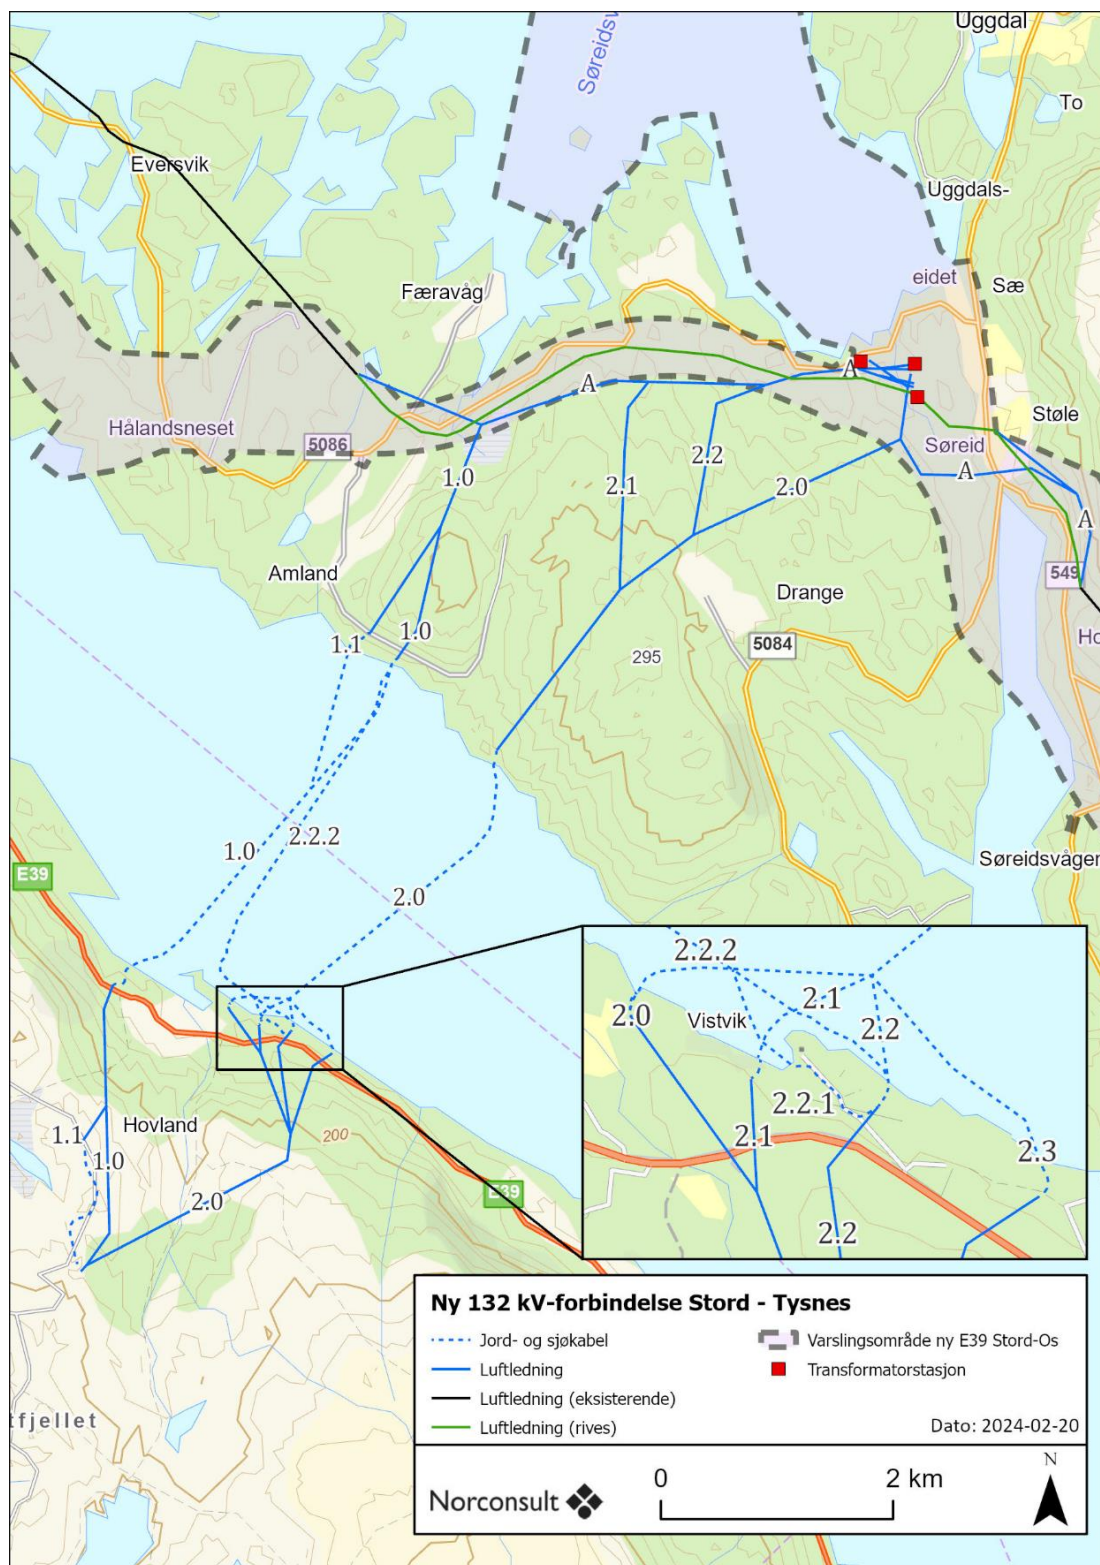 Uggdal
Søreidsv
To
Eversvik
Uggdals-
eidet
Sæ
Færavåg
A
A
Hålandsneset
5086
Støle
Søreid
1.0
2.2
2.1
2.0
A
A
549
Amland
Drange
1.1
1.0
295
5084
Ho
1.0
2.2.2
E39
2.0
Søreidsvågen
2.2.2
2.0
2.1
Vistvik
2.2
2.2.1
2.1
2.3
2.2
Hovland
1.1
200
1.0
2.0
E39
tfjellet
Ny 132 kV-forbindelse Stord - Tysnes
Jord- og sjøkabel
Varslingsområde ny E39 Stord-Os
Luftledning
Transformatorstasjon
Luftledning (eksisterende)
Luftledning (rives)
Dato: 2024-02-20
Norconsult
0
2 km
N